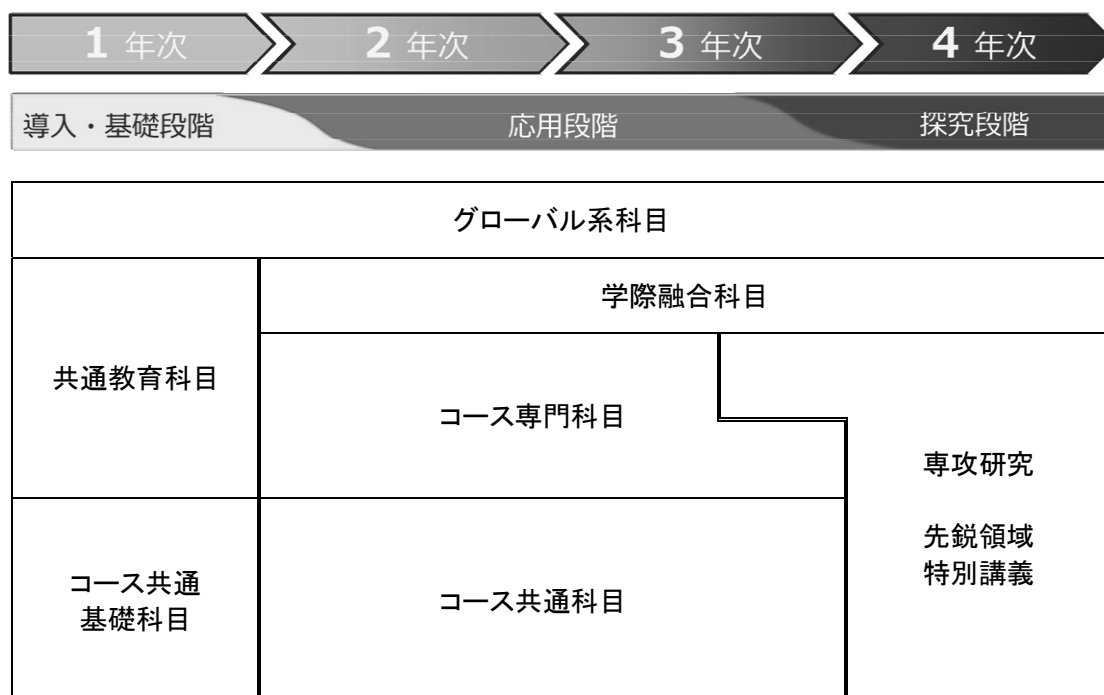 1 年次
2 年次
3 年次
4 年次
導入・基礎段階
応用段階
探究段階
グローバル系科目
学際融合科目
共通教育科目
コース専門科目
専攻研究
先鋭領域
特別講義
コース共通
基礎科目
コース共通科目